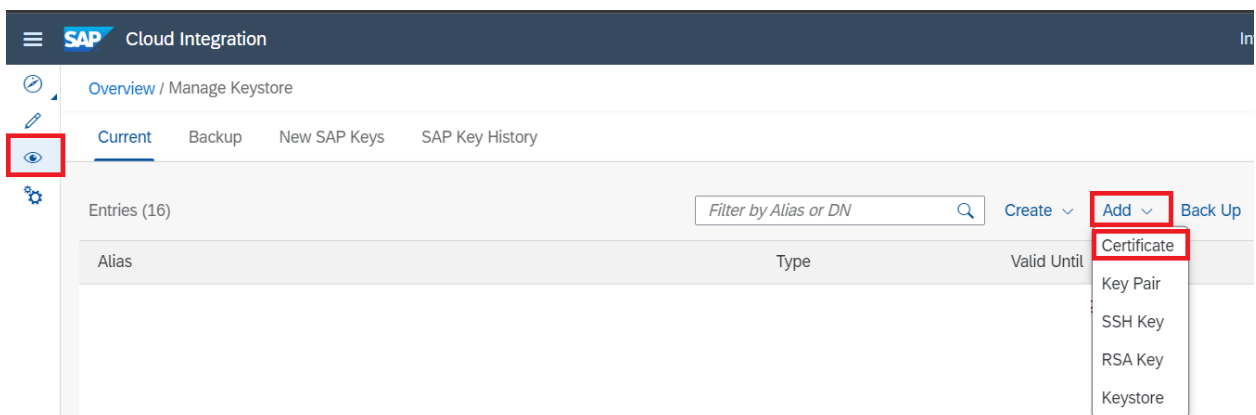 SAP Cloud Integration
Overview / Manage Keystore
Current Backup New SAP Keys SAP Key History
Entries (16) Filter by Alias or DN Create Add Back Up
Alias Type Valid Until
Certificate
Key Pair
SSH Key
RSA Key
Keystore